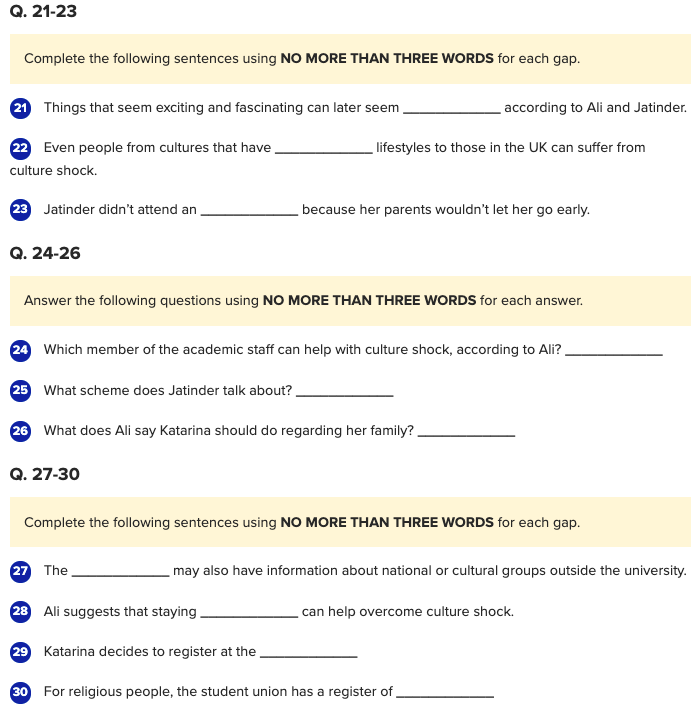 Q. 21-23
Complete the following sentences using NO MORE THAN THREE WORDS for each gap.
21 Things that seem exciting and fascinating can later seem _____________ according to Ali and Jatinder.
22 Even people from cultures that have _____________ lifestyles to those in the UK can suffer from
culture shock.
23 Jatinder didn't attend an _____________ because her parents wouldn't let her go early.
Q. 24-26
Answer the following questions using NO MORE THAN THREE WORDS for each answer.
24 Which member of the academic staff can help with culture shock, according to Ali? _____________
25 What scheme does Jatinder talk about? _____________
26 What does Ali say Katarina should do regarding her family? _____________
Q. 27-30
Complete the following sentences using NO MORE THAN THREE WORDS for each gap.
27 The _____________ may also have information about national or cultural groups outside the university.
28 Ali suggests that staying _____________ can help overcome culture shock.
29 Katarina decides to register at the _____________
30 For religious people, the student union has a register of _____________